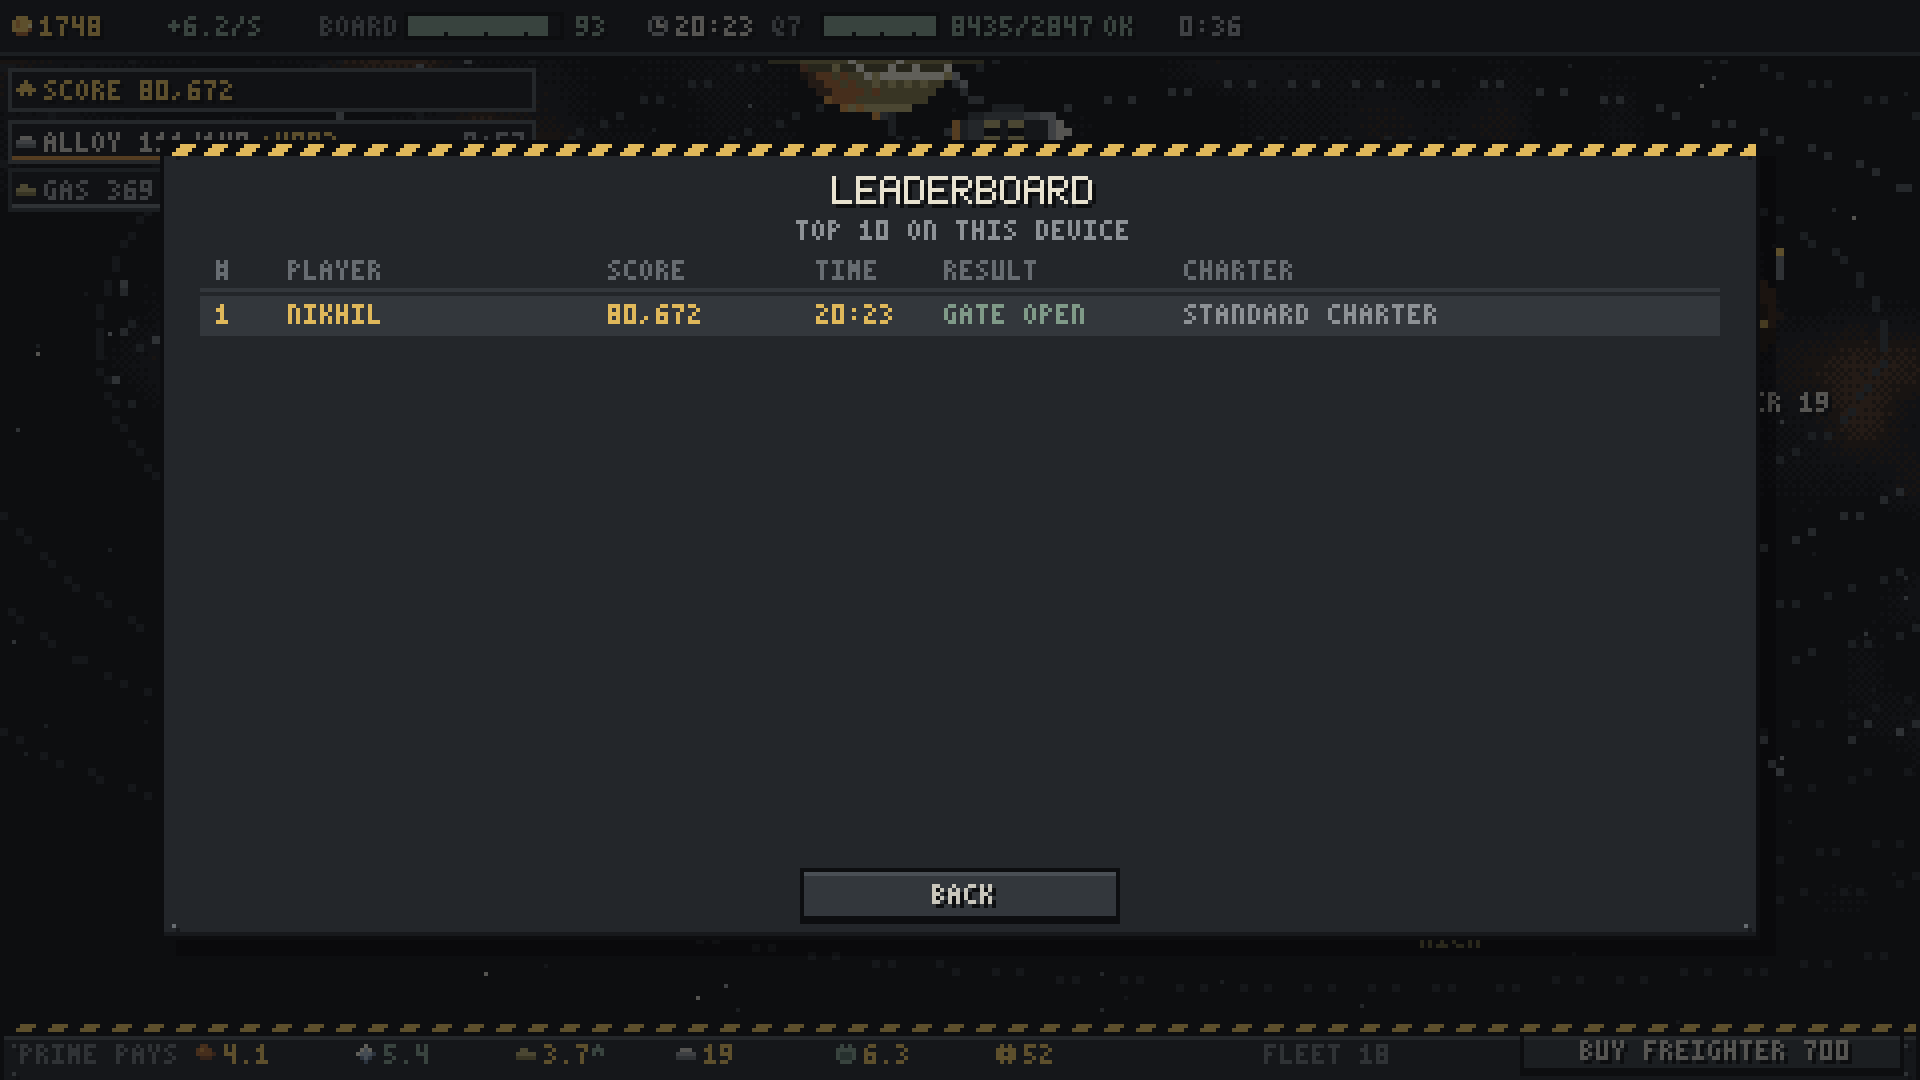 1748 +6.2/S BOARD 93 20:23 Q7 8435/2847 OK 0:36
SCORE 80,672
ALLOY
GAS 369
LEADERBOARD
TOP 10 ON THIS DEVICE
# PLAYER SCORE TIME RESULT CHARTER
1 NIKHIL 80,672 20:23 GATE OPEN STANDARD CHARTER
19
BACK
PRIME PAYS 4.1 5.4 3.7^ 19 6.3 52 FLEET 18 BUY FREIGHTER 700